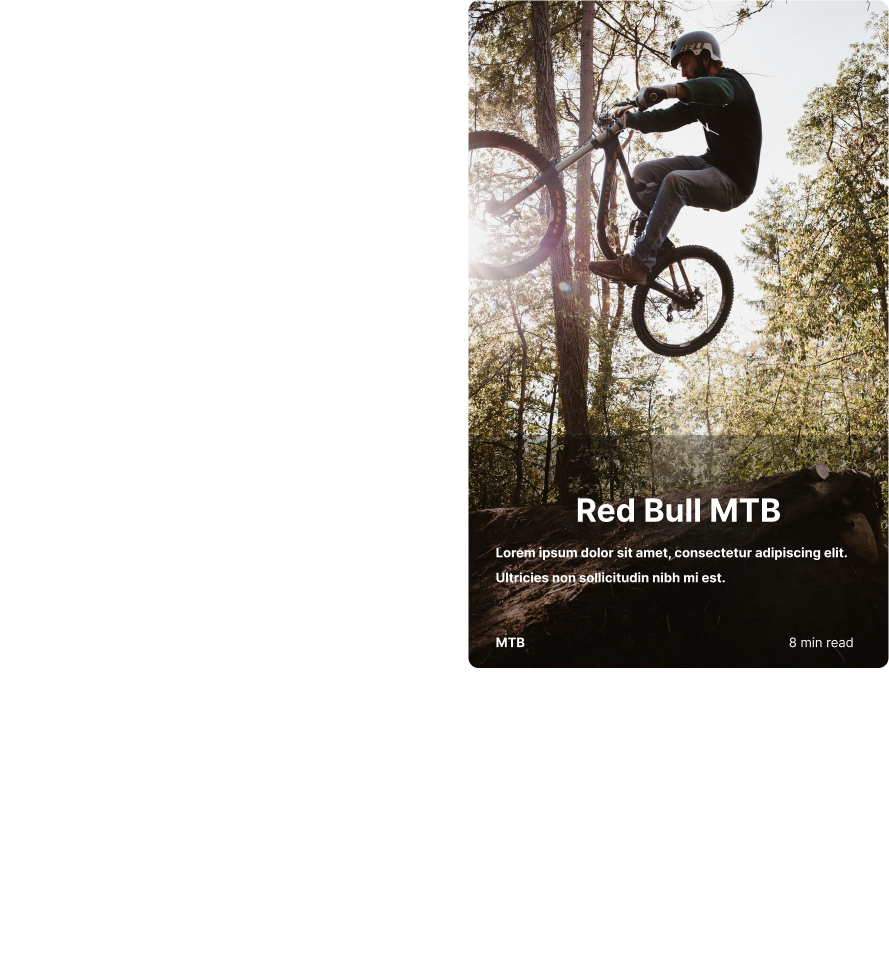 Red Bull MTB
Lorem ipsum dolor sit amet, consectetur adipiscing elit.
Ultricies non sollicitudin nibh mi est.
MTB
8 min read